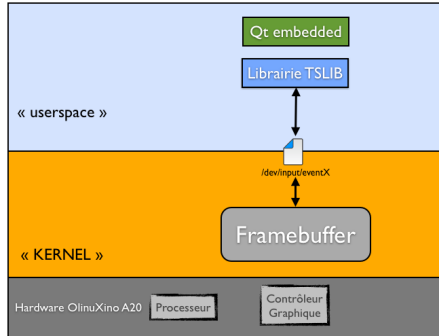 Qt embedded
Librairie TSLIB
« userspace »
/dev/input/eventX
Framebuffer
« KERNEL »
Hardware OlinuXino A20
Processeur
Contrôleur
Graphique